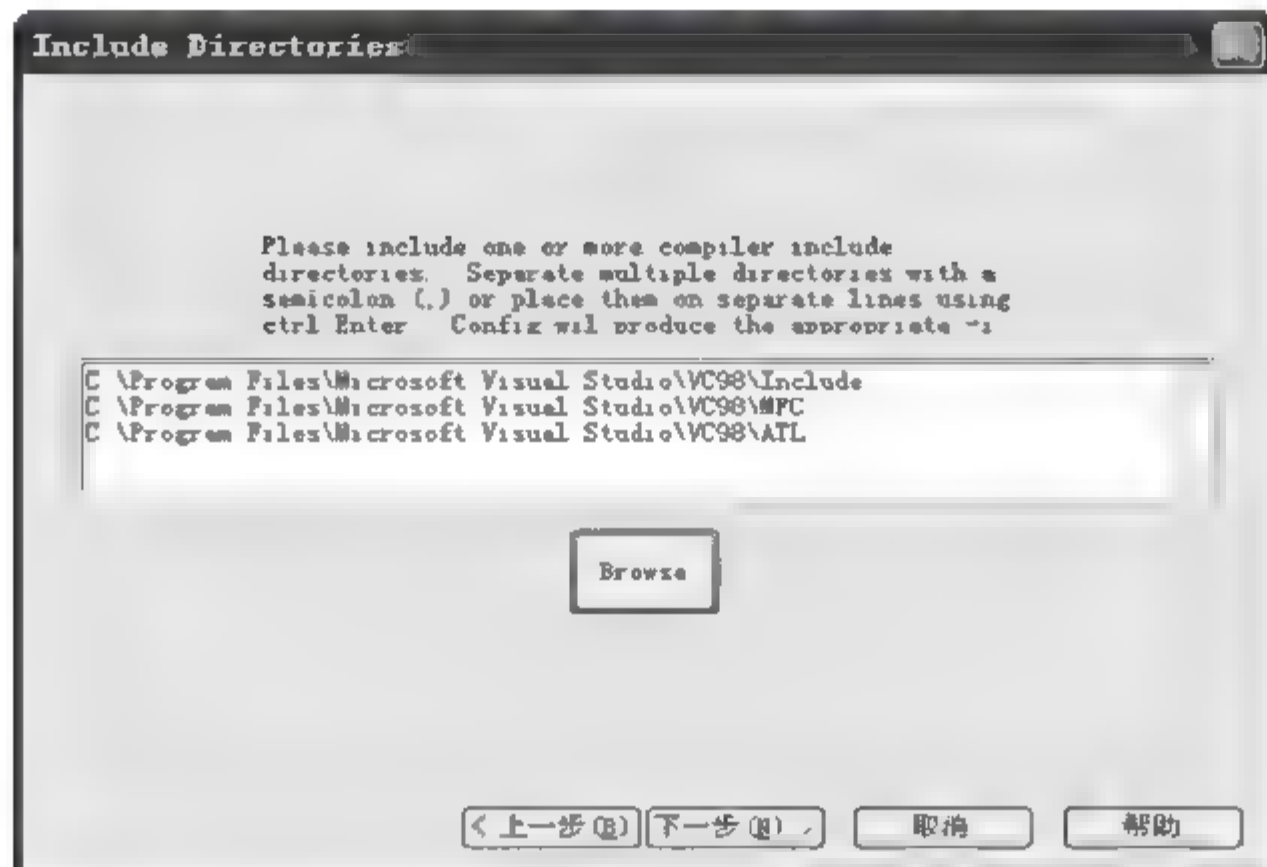 Include Directories
Please include one or more compiler include
directories. Separate multiple directories with a
semicolon (;) or place them on separate lines using
ctrl Enter Config wil produce the appropriate -i
C:\Program Files\Microsoft Visual Studio\VC98\Include
C:\Program Files\Microsoft Visual Studio\VC98\MFC
C:\Program Files\Microsoft Visual Studio\VC98\ATL
Browse
< 上一步(B) 下一步(N) > 取消 帮助